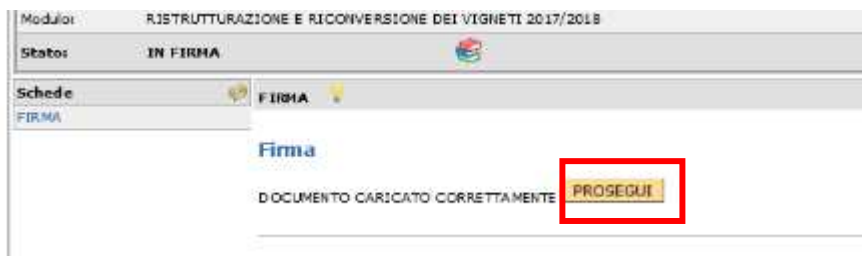 Modulo: RISTRUTTURAZIONE E RICONVERSIONE DEI VIGNETI 2017/2018
Stato: IN FIRMA
Schede FIRMA
FIRMA
Firma
DOCUMENTO CARICATO CORRETTAMENTE PROSEGUI